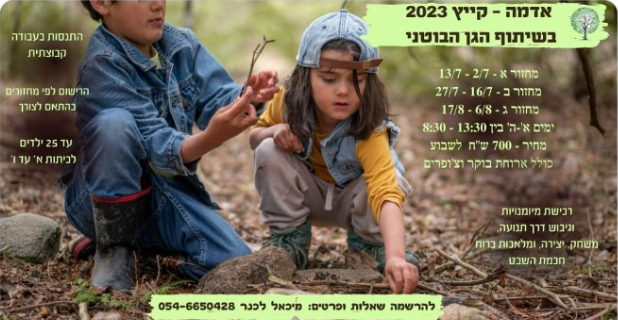 אדמה - קייץ 2023
בשיתוף הגן הבוטני
מחזור א - 2/7 - 13/7
מחזור ב - 16/7 - 27/7
מחזור ג - 6/8 - 17/8
ימים א'-ה' בין 13:30 - 8:30
מחיר - 700 ש"ח לשבוע
כולל ארוחת בוקר וצ'ופרים
התנסות בעבודה
קבוצתית
הרישום לפי מחזורים
בהתאם לצורך
עד 25 ילדים
לכיתות א' עד ו'
רכישת מיומנויות
וגיבוש דרך תנועה,
משחק, יצירה, ומלאכות ברוח
חכמת השבט
להרשמה שאלות ופרטים: מיכאל לכנר 054-6650428